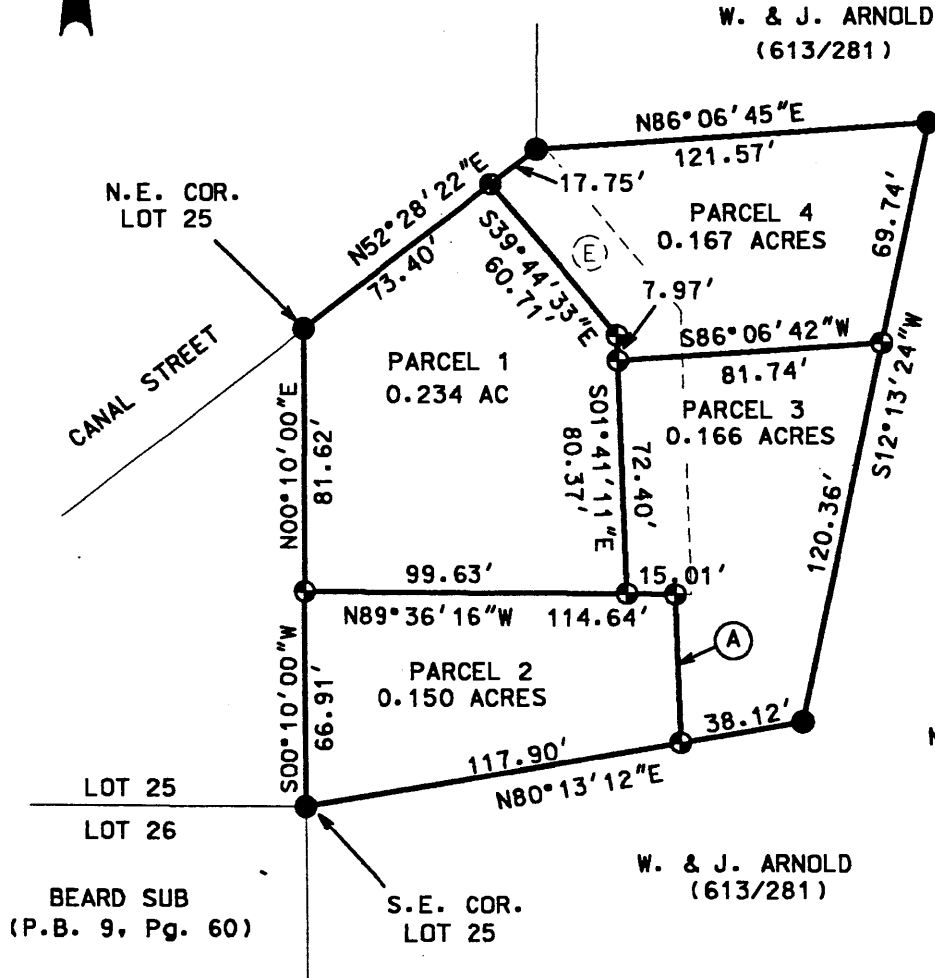 W. & J. ARNOLD
(613/281)
N86°06'45"E
121.57'
N.E. COR.
LOT 25
N52°28'22"E
73.40'
17.75'
PARCEL 4
0.167 ACRES
69.74'
S39°44'33"E
60.71'
E
7.97'
S86°06'42"W
81.74'
S12°13'24"W
CANAL STREET
PARCEL 1
0.234 AC
PARCEL 3
0.166 ACRES
N00°10'00"E
81.62'
S01°41'11"E
80.37'
72.40'
120.36'
99.63'
15.01'
N89°36'16"W
114.64'
A
PARCEL 2
0.150 ACRES
S00°10'00"W
66.91'
38.12'
117.90'
N80°13'12"E
LOT 25
LOT 26
W. & J. ARNOLD
(613/281)
BEARD SUB
(P.B. 9, Pg. 60)
S.E. COR.
LOT 25